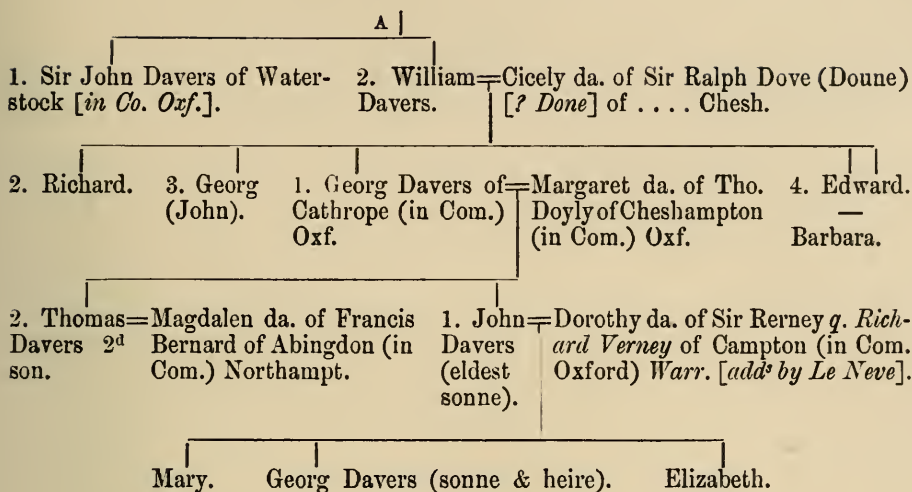 A
1. Sir John Davers of Water-
stock [in Co. Oxf.].
2. William
Davers.
Cicely da. of Sir Ralph Dove (Doune)
[? Done] of . . . . Chesh.
2. Richard.
3. Georg
(John).
1. Georg Davers of
Cathrope (in Com.)
Oxf.
Margaret da. of Tho.
Doyly of Cheshampton
(in Com.) Oxf.
4. Edward.
—
Barbara.
2. Thomas
Davers 2d
son.
Magdalen da. of Francis
Bernard of Abingdon (in
Com.) Northampt.
1. John
Davers
(eldest
sonne).
Dorothy da. of Sir Rerney q. Rich-
ard Verney of Campton (in Com.
Oxford) Warr. [adds by Le Neve].
Mary.
Georg Davers (sonne & heire).
Elizabeth.